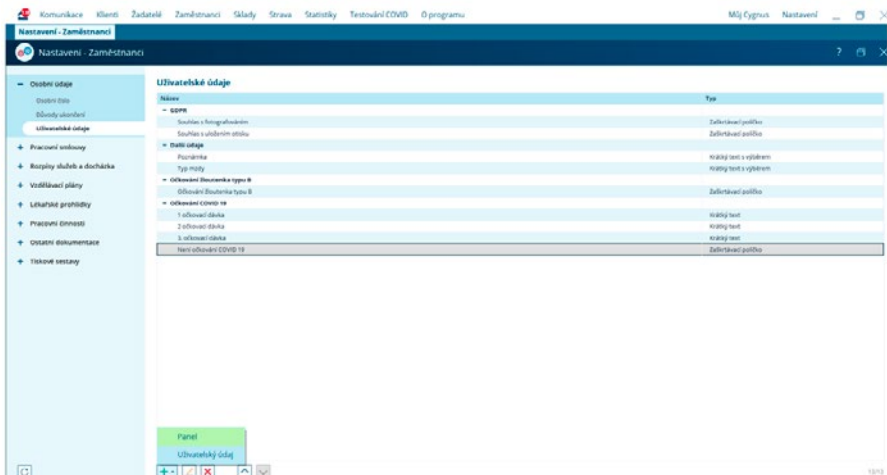 Komunikace Klienti Žadatelé Zaměstnanci Sklady Strava Statistiky Testování COVID O programu Můj Cygnus Nastavení
Nastavení - Zaměstnanci
Nastavení - Zaměstnanci ?
Osobní údaje
Osobní číslo
Důvody ukončení
Uživatelské údaje
Pracovní smlouvy
Rozpisy služeb a docházka
Vzdělávací plány
Lékařské prohlídky
Pracovní činnosti
Ostatní dokumentace
Tiskové sestavy
Uživatelské údaje
Název Typ
GDPR
Souhlas s fotografováním Zaškrtávací políčko
Souhlas s uložením otisku Zaškrtávací políčko
Další údaje
Poznámka Krátký text s výběrem
Typ mzdy Krátký text s výběrem
Očkování žloutenka typu B
Očkování žloutenka typu B Zaškrtávací políčko
Očkování COVID 19
1 očkovací dávka Krátký text
2 očkovací dávka Krátký text
3. očkovací dávka Krátký text
Není očkování COVID 19 Zaškrtávací políčko
Panel
Uživatelský údaj